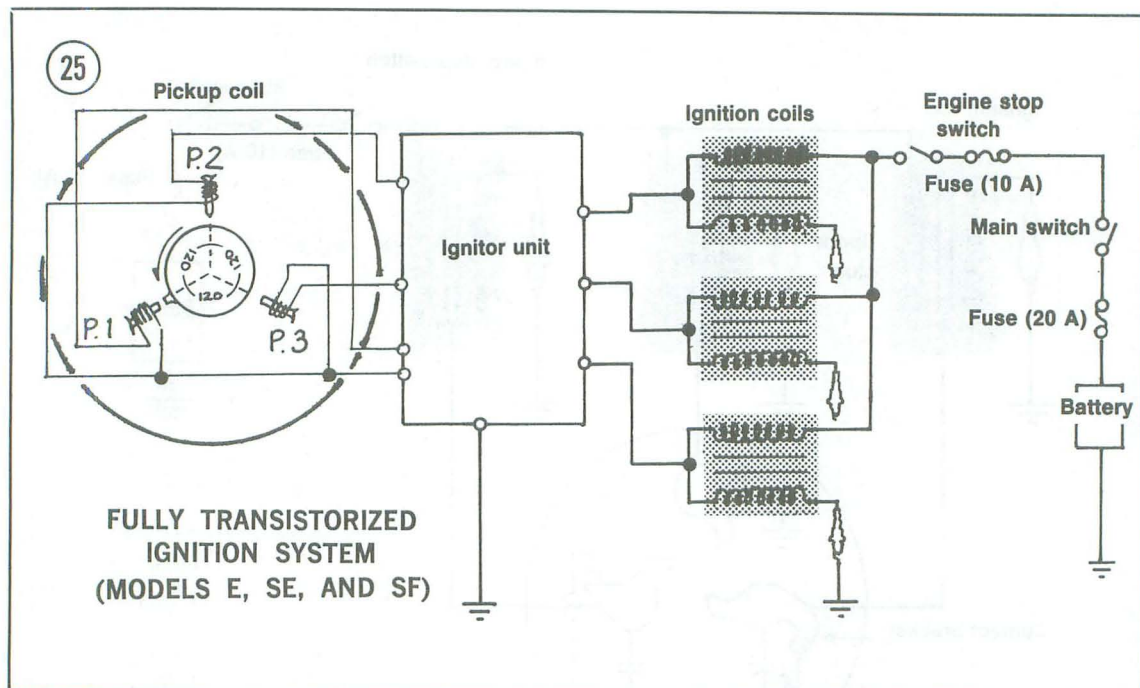 25
Pickup coil
P.2
120
120
120
P.1
P.3
Ignitor unit
Ignition coils
Engine stop
switch
Fuse (10 A)
Main switch
Fuse (20 A)
Battery
FULLY TRANSISTORIZED
IGNITION SYSTEM
(MODELS E, SE, AND SF)